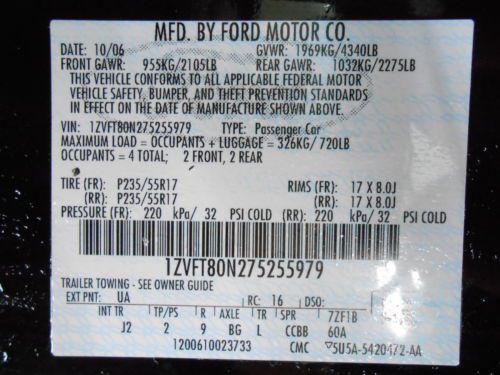 MFD. BY FORD MOTOR CO.
DATE: 10/06 GVWR: 1969KG/4340LB
FRONT GAWR: 955KG/2105LB REAR GAWR: 1032KG/2275LB
THIS VEHICLE CONFORMS TO ALL APPLICABLE FEDERAL MOTOR
VEHICLE SAFETY, BUMPER, AND THEFT PREVENTION STANDARDS
IN EFFECT ON THE DATE OF MANUFACTURE SHOWN ABOVE.
VIN: 1ZVFT80N275255979 TYPE: Passenger Car
MAXIMUM LOAD = OCCUPANTS + LUGGAGE = 326KG/720LB
OCCUPANTS = 4 TOTAL; 2 FRONT, 2 REAR
TIRE (FR): P235/55R17 RIMS (FR): 17 X 8.0J
(RR): P235/55R17 (RR): 17 X 8.0J
PRESSURE (FR): 220 kPa/ 32 PSI COLD (RR): 220 kPa/ 32 PSI COLD
1ZVFT80N275255979
TRAILER TOWING - SEE OWNER GUIDE
EXT PNT: UA RC: 16 DSO:
INT TR TP/PS R AXLE TR SPR 7Z F1B
J2 2 9 BG L CCBB 60A
1200610023733 CMC ▽5U5A-5420472-AA